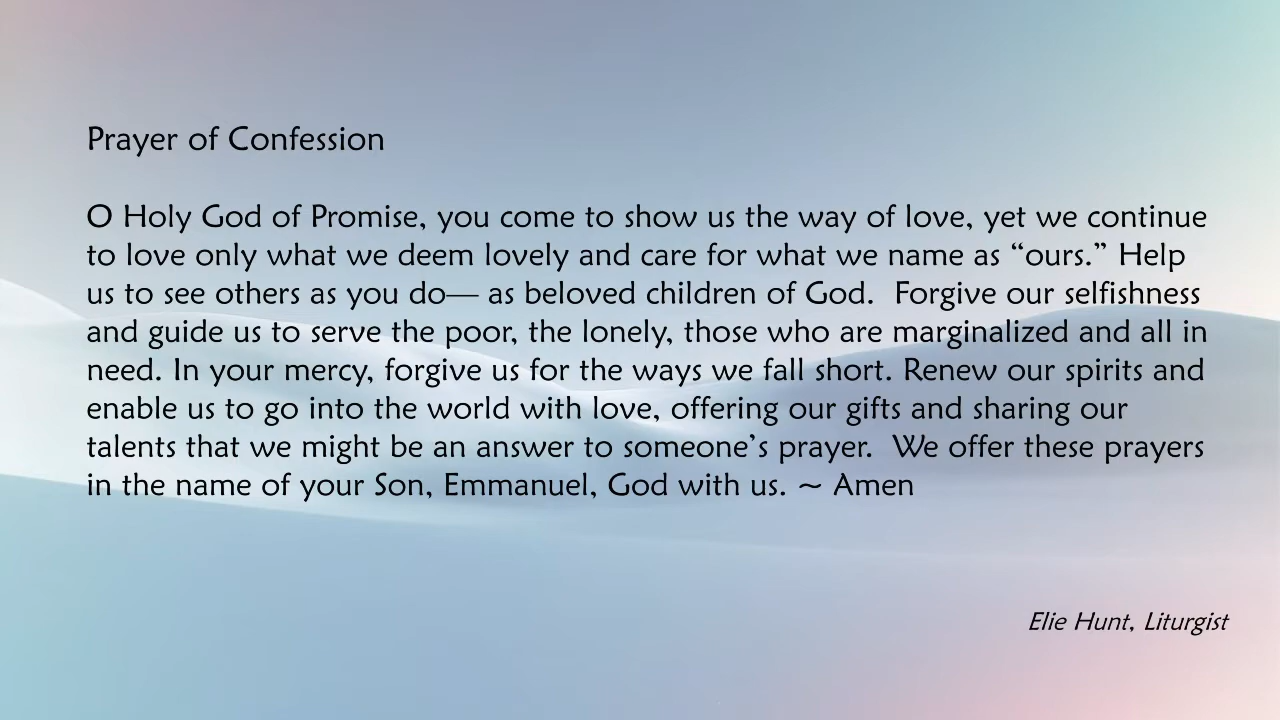 Prayer of Confession
O Holy God of Promise, you come to show us the way of love, yet we continue
to love only what we deem lovely and care for what we name as “ours.” Help
us to see others as you do— as beloved children of God.  Forgive our selfishness
and guide us to serve the poor, the lonely, those who are marginalized and all in
need. In your mercy, forgive us for the ways we fall short. Renew our spirits and
enable us to go into the world with love, offering our gifts and sharing our
talents that we might be an answer to someone’s prayer.  We offer these prayers
in the name of your Son, Emmanuel, God with us. ~ Amen
Elie Hunt, Liturgist